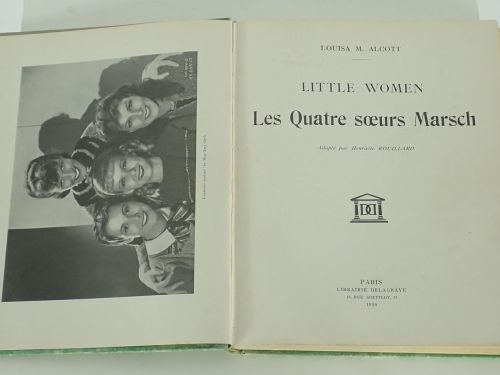 LOUISA M. ALCOTT
LITTLE WOMEN
Les Quatre sœurs Marsch
Adapté par Henriette ROUILLARD
PARIS
LIBRAIRIE DELAGRAVE
15, RUE SOUFFLOT, 15